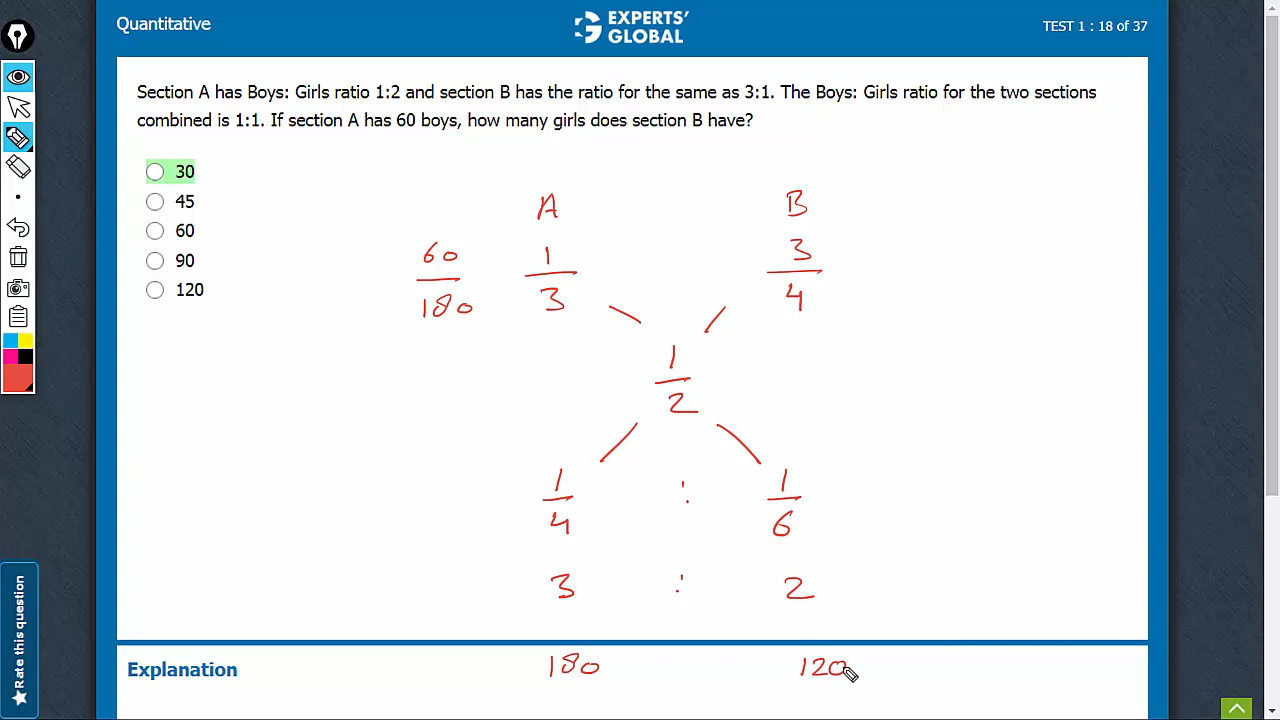 Quantitative
EXPERTS'
GLOBAL
TEST 1 : 18 of 37
Section A has Boys: Girls ratio 1:2 and section B has the ratio for the same as 3:1. The Boys: Girls ratio for the two sections
combined is 1:1. If section A has 60 boys, how many girls does section B have?
30
45
60
90
120
A B
60 1 3
180 3 4
1
2
1 : 1
4 6
3 : 2
Explanation 180 120
Rate this question